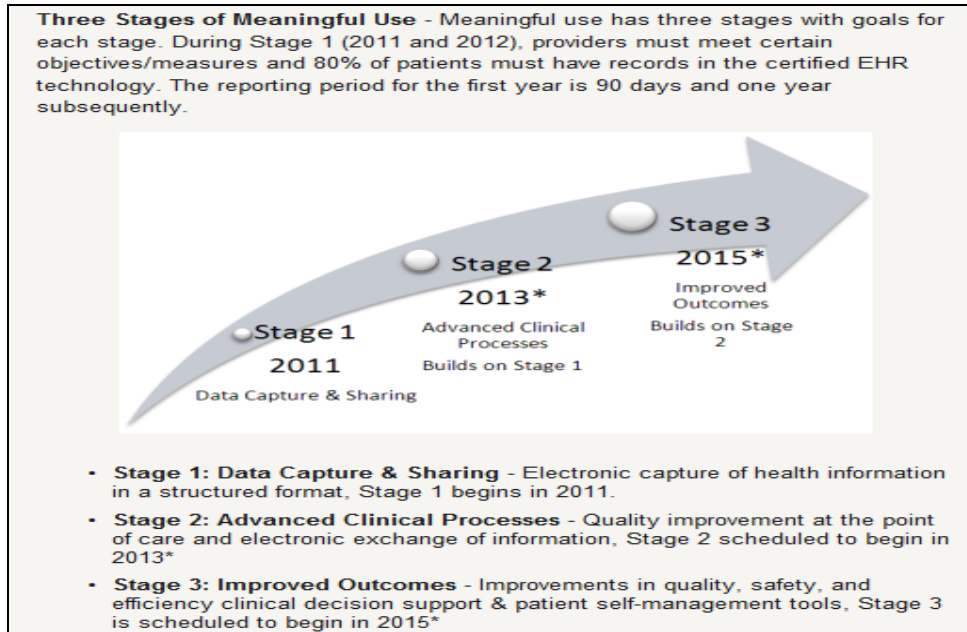 Three Stages of Meaningful Use - Meaningful use has three stages with goals for
each stage. During Stage 1 (2011 and 2012), providers must meet certain
objectives/measures and 80% of patients must have records in the certified EHR
technology. The reporting period for the first year is 90 days and one year
subsequently.
Stage 1
2011
Data Capture & Sharing
Stage 2
2013*
Advanced Clinical
Processes
Builds on Stage 1
Stage 3
2015*
Improved
Outcomes
Builds on Stage
2
• Stage 1: Data Capture & Sharing - Electronic capture of health information
in a structured format, Stage 1 begins in 2011.
• Stage 2: Advanced Clinical Processes - Quality improvement at the point
of care and electronic exchange of information, Stage 2 scheduled to begin in
2013*
• Stage 3: Improved Outcomes - Improvements in quality, safety, and
efficiency clinical decision support & patient self-management tools, Stage 3
is scheduled to begin in 2015*